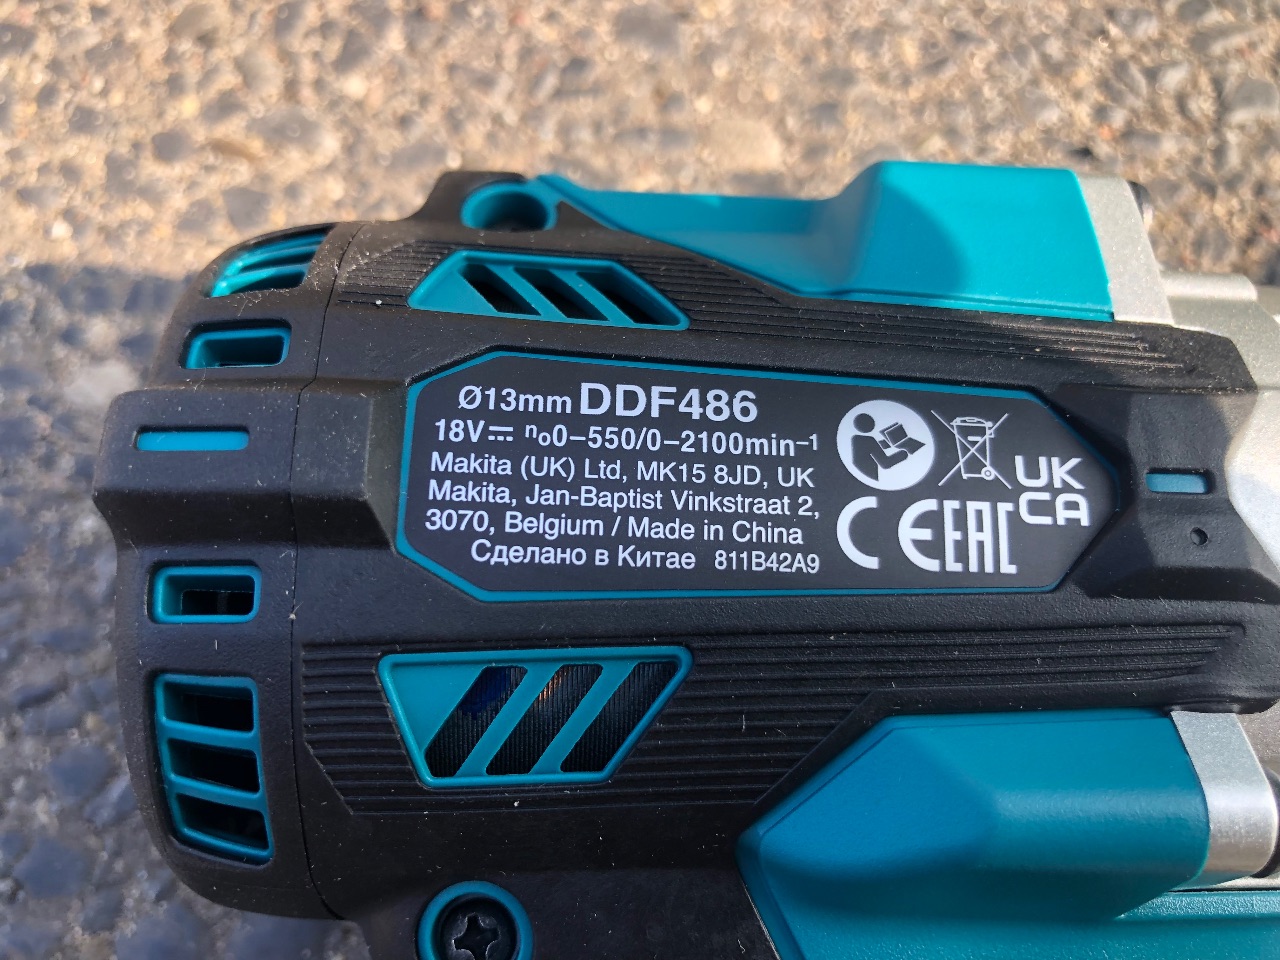 Ø13mm DDF486
18V⎓ n₀0–550/0–2100min⁻¹
Makita (UK) Ltd, MK15 8JD, UK
Makita, Jan-Baptist Vinkstraat 2,
3070, Belgium / Made in China
Сделано в Китае 811B42A9
UK
CA
CE EAC